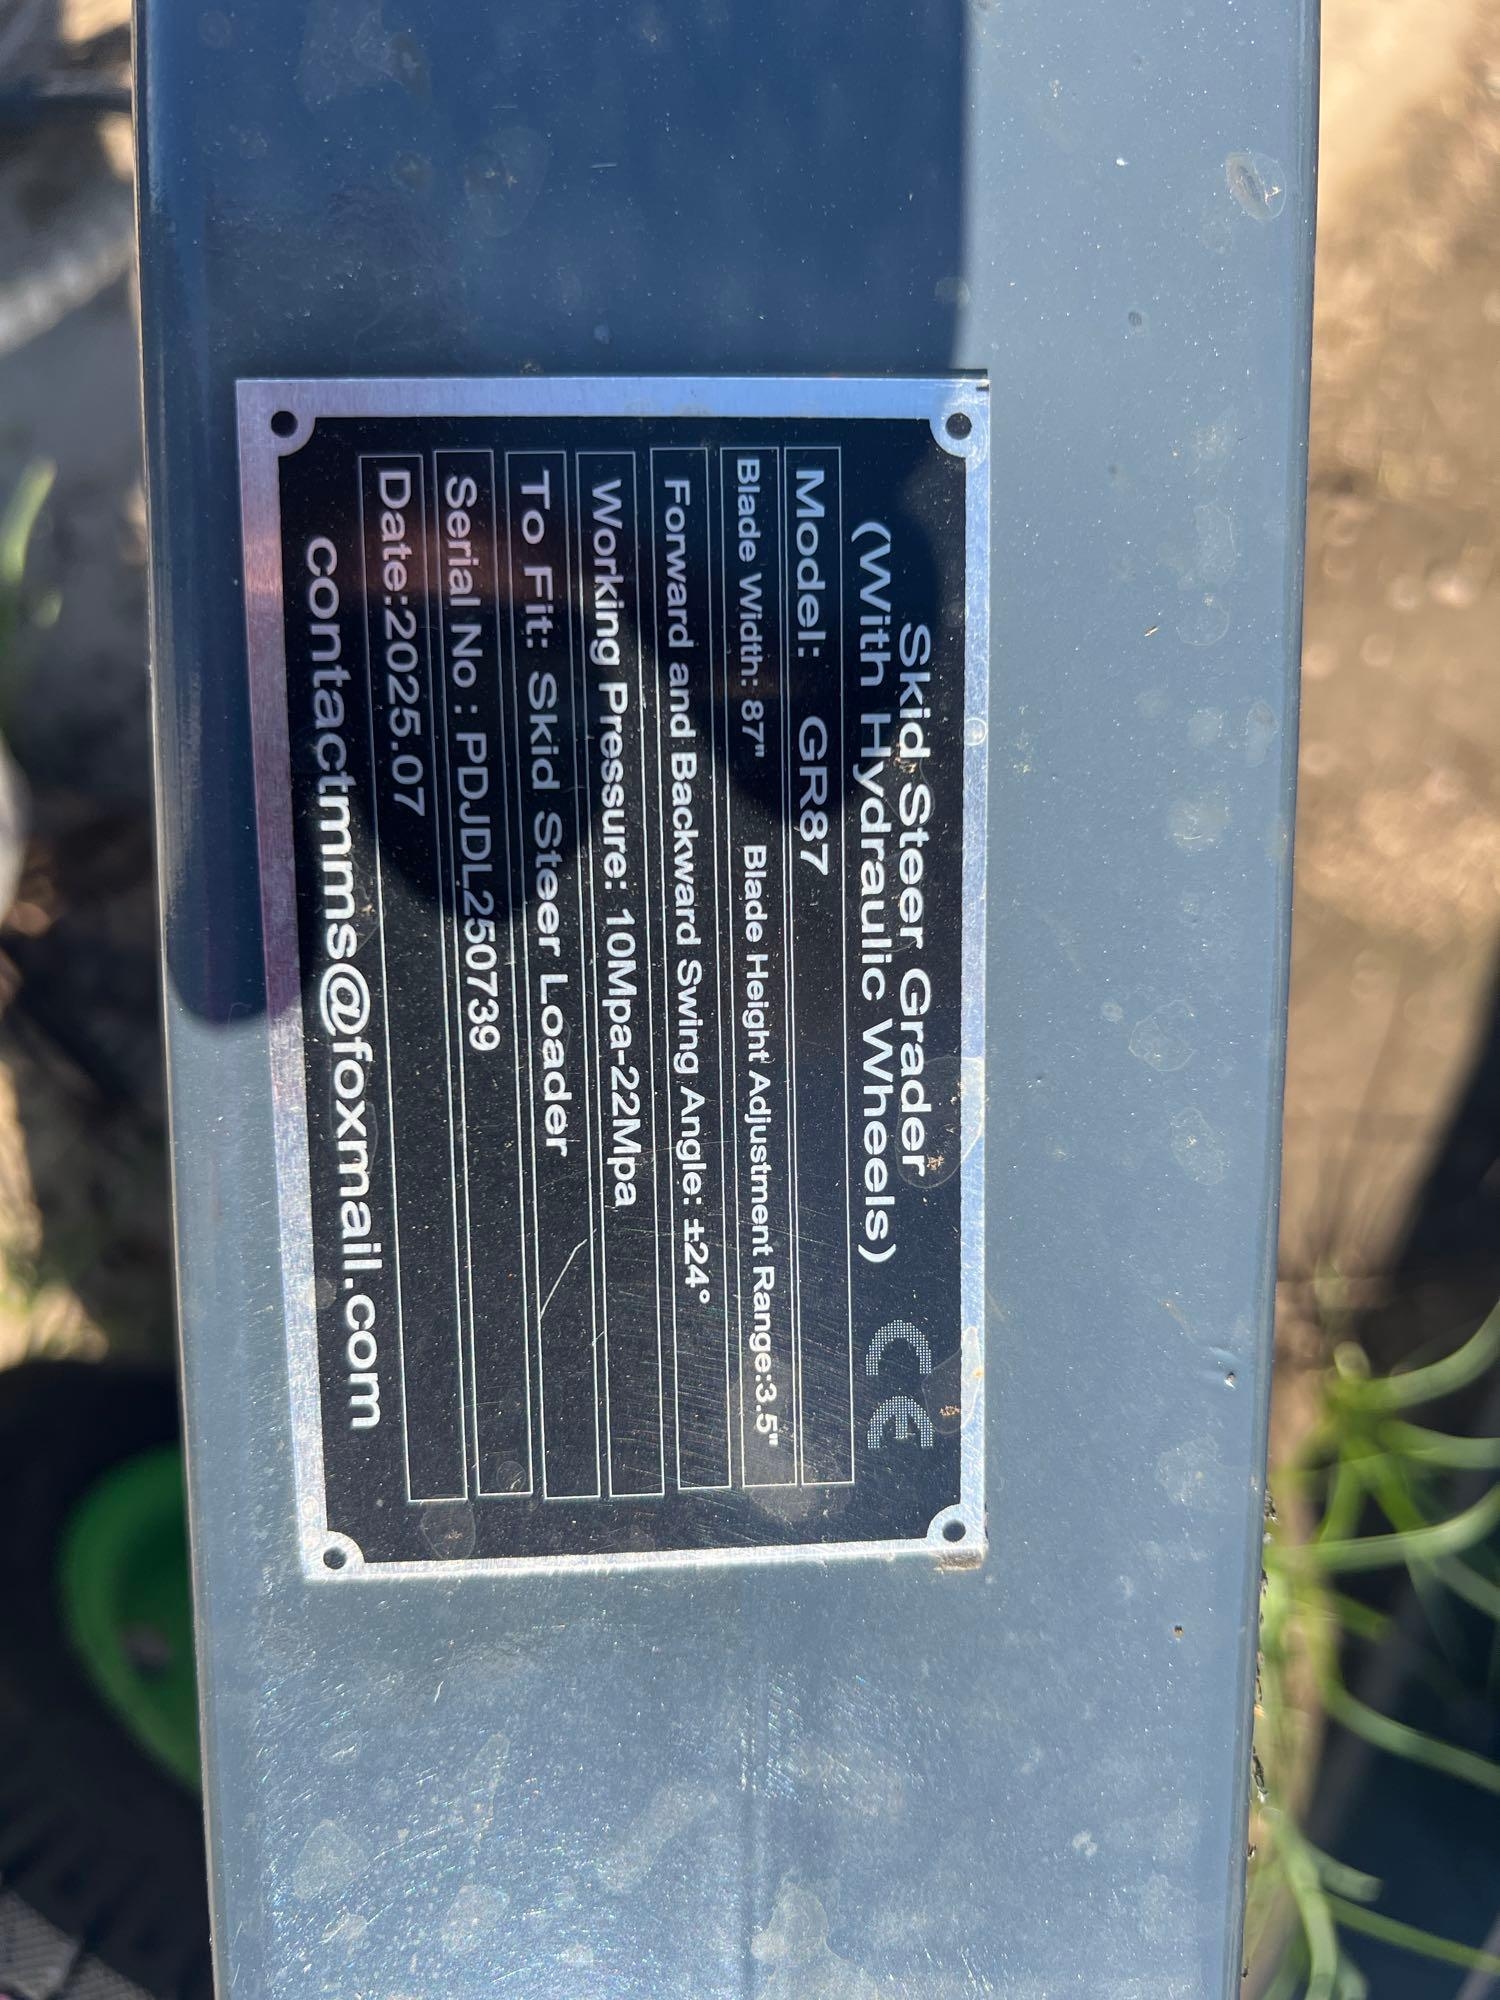 Skid Steer Grader
(With Hydraulic Wheels)
CE
Model: GR87
Blade Width: 87" Blade Height Adjustment Range:3.5"
Forward and Backward Swing Angle: ±24°
Working Pressure: 10Mpa-22Mpa
To Fit: Skid Steer Loader
Serial No : PDJDL250739
Date:2025.07
contactmms@foxmail.com